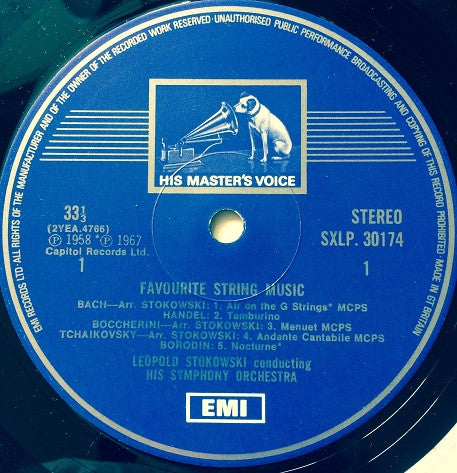 EMI RECORDS LTD·ALL RIGHTS OF THE MANUFACTURER AND OF THE OWNER OF THE RECORDED WORK RESERVED·UNAUTHORISED PUBLIC PERFORMANCE BROADCASTING AND COPYING OF THIS RECORD PROHIBITED·MADE IN GT BRITAIN
HIS MASTER'S VOICE
33⅓
STEREO
(2YEA.4766)
SXLP. 30174
Ⓟ 1958 *Ⓟ 1967
Capitol Records Ltd.
1
1
FAVOURITE STRING MUSIC
BACH—Arr. STOKOWSKI: 1. Air on the G Strings* MCPS
HANDEL: 2. Tamburino
BOCCHERINI—Arr. STOKOWSKI: 3. Menuet MCPS
TCHAIKOVSKY—Arr. STOKOWSKI: 4. Andante Cantabile MCPS
BORODIN: 5. Nocturne*
LEOPOLD STOKOWSKI conducting
HIS SYMPHONY ORCHESTRA
EMI